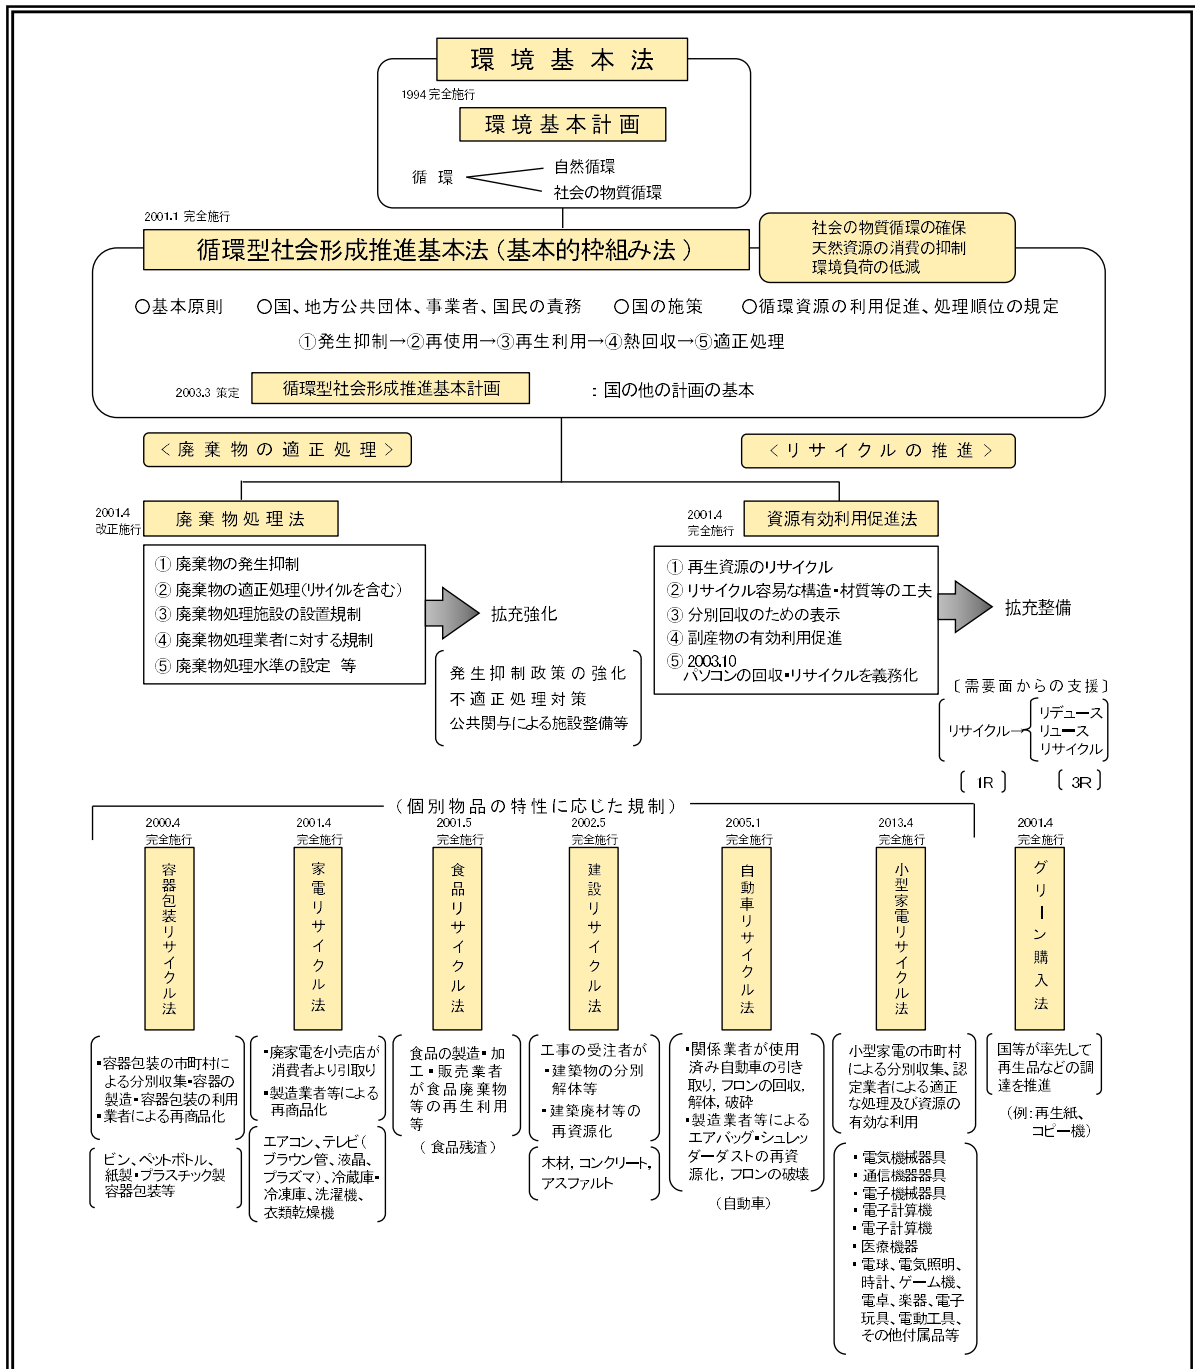 環境基本法
1994 完全施行
環境基本計画
循環
自然循環
社会の物質循環
2001.1 完全施行
循環型社会形成推進基本法（基本的枠組み法）
社会の物質循環の確保
天然資源の消費の抑制
環境負荷の低減
○基本原則 ○国、地方公共団体、事業者、国民の責務 ○国の施策 ○循環資源の利用促進、処理順位の規定
①発生抑制→②再使用→③再生利用→④熱回収→⑤適正処理
2003.3 策定
循環型社会形成推進基本計画
：国の他の計画の基本
＜廃棄物の適正処理＞
＜リサイクルの推進＞
2001.4
改正施行
廃棄物処理法
① 廃棄物の発生抑制
② 廃棄物の適正処理（リサイクルを含む）
③ 廃棄物処理施設の設置規制
④ 廃棄物処理業者に対する規制
⑤ 廃棄物処理水準の設定 等
拡充強化
発生抑制政策の強化
不適正処理対策
公共関与による施設整備等
2001.4
完全施行
資源有効利用促進法
① 再生資源のリサイクル
② リサイクル容易な構造・材質等の工夫
③ 分別回収のための表示
④ 副産物の有効利用促進
⑤ 2003.10
パソコンの回収・リサイクルを義務化
拡充整備
〔需要面からの支援〕
リサイクル→
リデュース
リュース
リサイクル
〔1R〕
〔3R〕
（個別物品の特性に応じた規制）
2000.4
完全施行
容器包装リサイクル法
・容器包装の市町村に
よる分別収集・容器の
製造・容器包装の利用
・業者による再商品化
ビン、ペットボトル、
紙製・プラスチック製
容器包装等
2001.4
完全施行
家電リサイクル法
・廃家電を小売店が
消費者より引取り
・製造業者等による
再商品化
エアコン、テレビ（
ブラウン管、液晶、
プラズマ）、冷蔵庫・
冷凍庫、洗濯機、
衣類乾燥機
2001.5
完全施行
食品リサイクル法
食品の製造・加
工・販売業者
が食品廃棄物
等の再生利用
等
（食品残渣）
2002.5
完全施行
建設リサイクル法
工事の受注者が
・建築物の分別
解体等
・建築廃材等の
再資源化
木材，コンクリート，
アスファルト
2005.1
完全施行
自動車リサイクル法
・関係業者が使用
済み自動車の引き
取り、フロンの回収，
解体，破砕
・製造業者等による
エアバッグ・シュレッ
ダーダストの再資
源化，フロンの破壊
（自動車）
2013.4
完全施行
小型家電リサイクル法
小型家電の市町村
による分別収集、認
定業者による適正
な処理及び資源の
有効な利用
・電気機械器具
・通信機器器具
・電子機械器具
・電子計算機
・電子計算機
・医療機器
・電球、電気照明、
時計、ゲーム機、
電卓、楽器、電子
玩具、電動工具、
その他付属品等
2001.4
完全施行
グリーン購入法
国等が率先して
再生品などの調
達を推進
（例：再生紙、
コピー機）